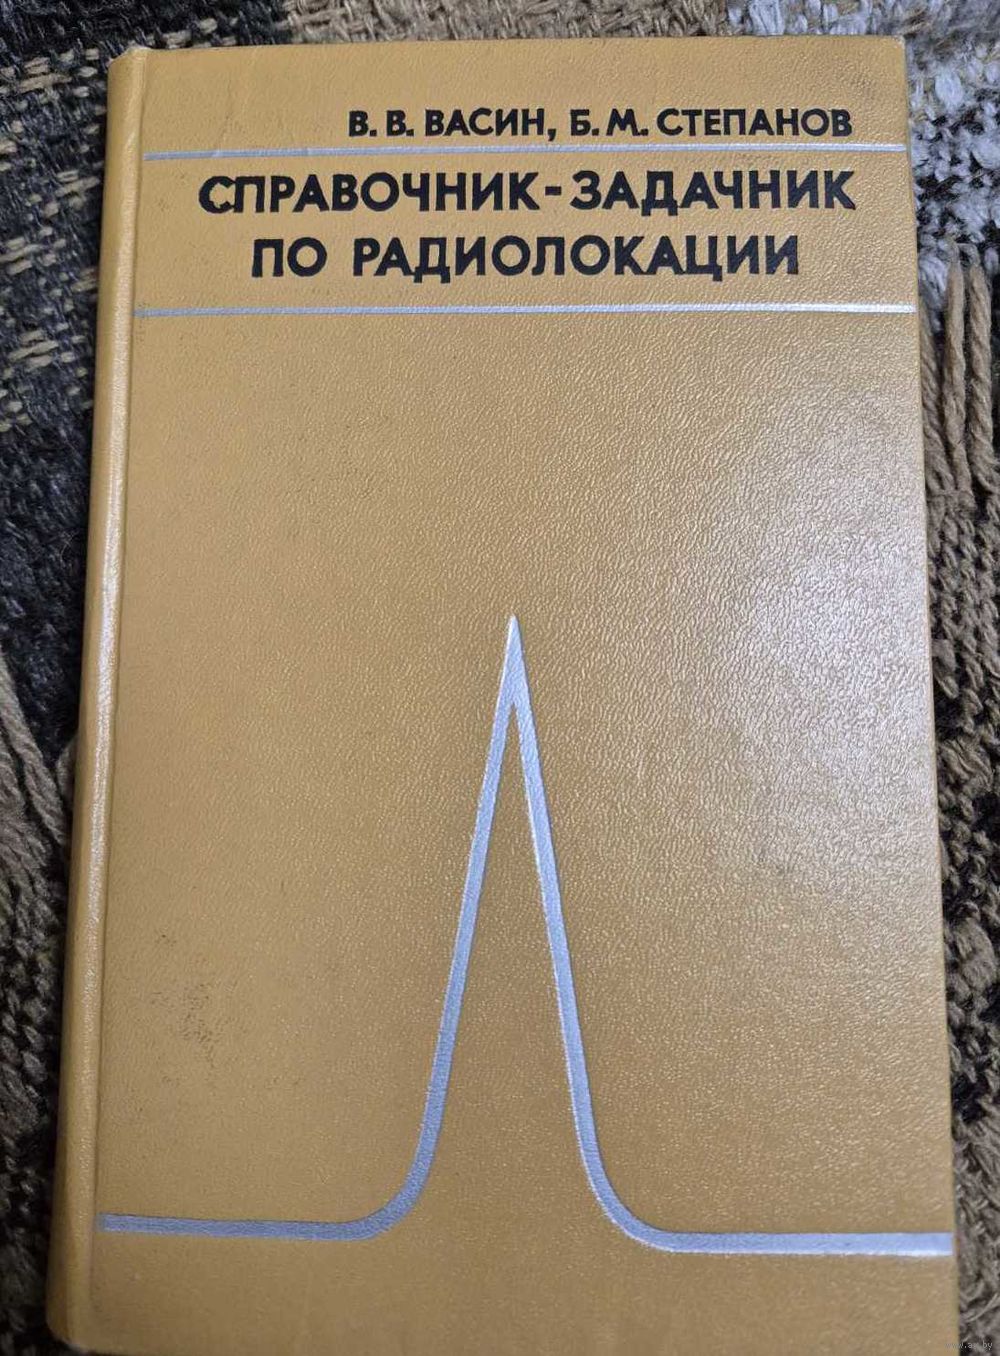 В. В. ВАСИН, Б. М. СТЕПАНОВ
СПРАВОЧНИК-ЗАДАЧНИК
ПО РАДИОЛОКАЦИИ